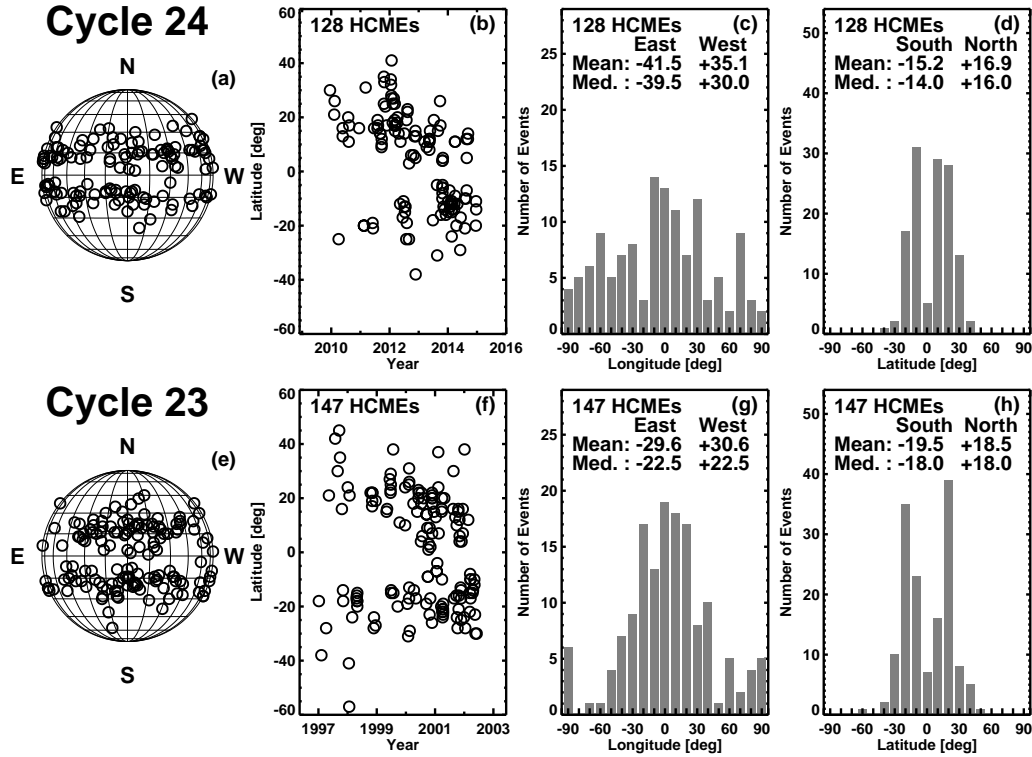 Cycle 24
N
(a)
E
W
S
128 HCMEs
(b)
Latitude [deg]
60
40
20
0
-20
-40
-60
2010 2012 2014 2016
Year
128 HCMEs
(c)
East West
Mean: -41.5 +35.1
Med. : -39.5 +30.0
Number of Events
25
20
15
10
5
0
-90 -60 -30 0 30 60 90
Longitude [deg]
128 HCMEs
(d)
South North
Mean: -15.2 +16.9
Med. : -14.0 +16.0
Number of Events
50
40
30
20
10
0
-90 -60 -30 0 30 60 90
Latitude [deg]
Cycle 23
N
(e)
E
W
S
147 HCMEs
(f)
Latitude [deg]
60
40
20
0
-20
-40
-60
1997 1999 2001 2003
Year
147 HCMEs
(g)
East West
Mean: -29.6 +30.6
Med. : -22.5 +22.5
Number of Events
25
20
15
10
5
0
-90 -60 -30 0 30 60 90
Longitude [deg]
147 HCMEs
(h)
South North
Mean: -19.5 +18.5
Med. : -18.0 +18.0
Number of Events
50
40
30
20
10
0
-90 -60 -30 0 30 60 90
Latitude [deg]